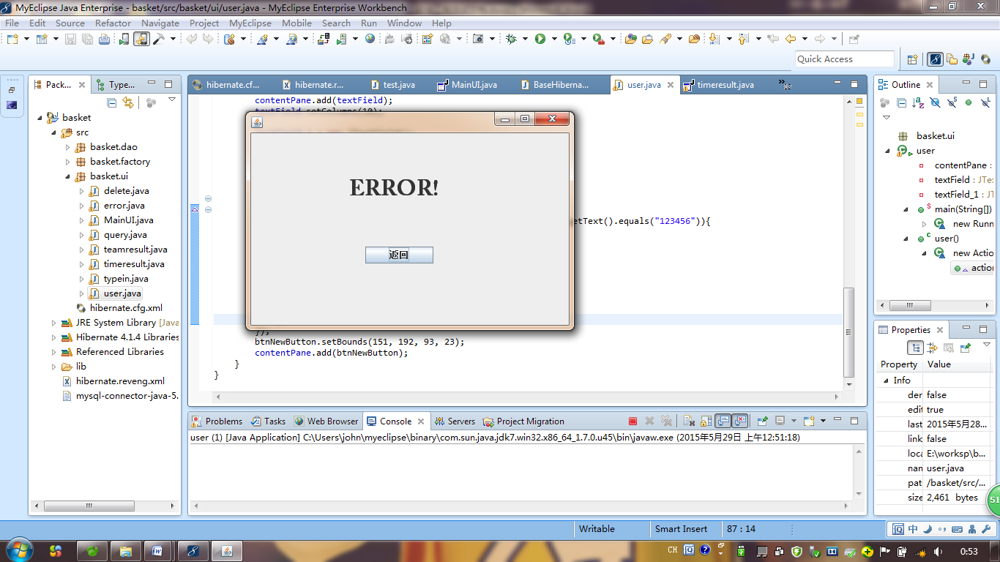 MyEclipse Java Enterprise - basket/src/basket/ui/user.java - MyEclipse Enterprise Workbench
File Edit Source Refactor Navigate Project MyEclipse Mobile Search Run Window Help
Quick Access
Pack... Type...
basket
src
basket.dao
basket.factory
basket.ui
delete.java
error.java
MainUI.java
query.java
teamresult.java
timeresult.java
typein.java
user.java
hibernate.cfg.xml
JRE System Library [Java
Hibernate 4.1.4 Libraries
Referenced Libraries
lib
hibernate.reveng.xml
mysql-connector-java-5.
hibernate.cf... hibernate.r... test.java MainUI.java BaseHiberna... user.java timeresult.java
contentPane.add(textField);
textField.setColumns(10);
ERROR!
返回
etText().equals("123456")){
});
btnNewButton.setBounds(151, 192, 93, 23);
contentPane.add(btnNewButton);
}
}
Outline
basket.ui
user
contentPane :
textField : JTe
textField_1 : JT
main(String[])
new Runn
user()
new Actio
action
Properties
Property Value
Info
der false
edit true
last 2015年5月28...
link false
loca E:\worksp\b...
nam user.java
path /basket/src/...
size 2,461 bytes
Problems Tasks Web Browser Console Servers Project Migration
user (1) [Java Application] C:\Users\john\myeclipse\binary\com.sun.java.jdk7.win32.x86_64_1.7.0.u45\bin\javaw.exe (2015年5月29日 上午12:51:18)
51
Writable Smart Insert 87 : 14
中
CH 0:53